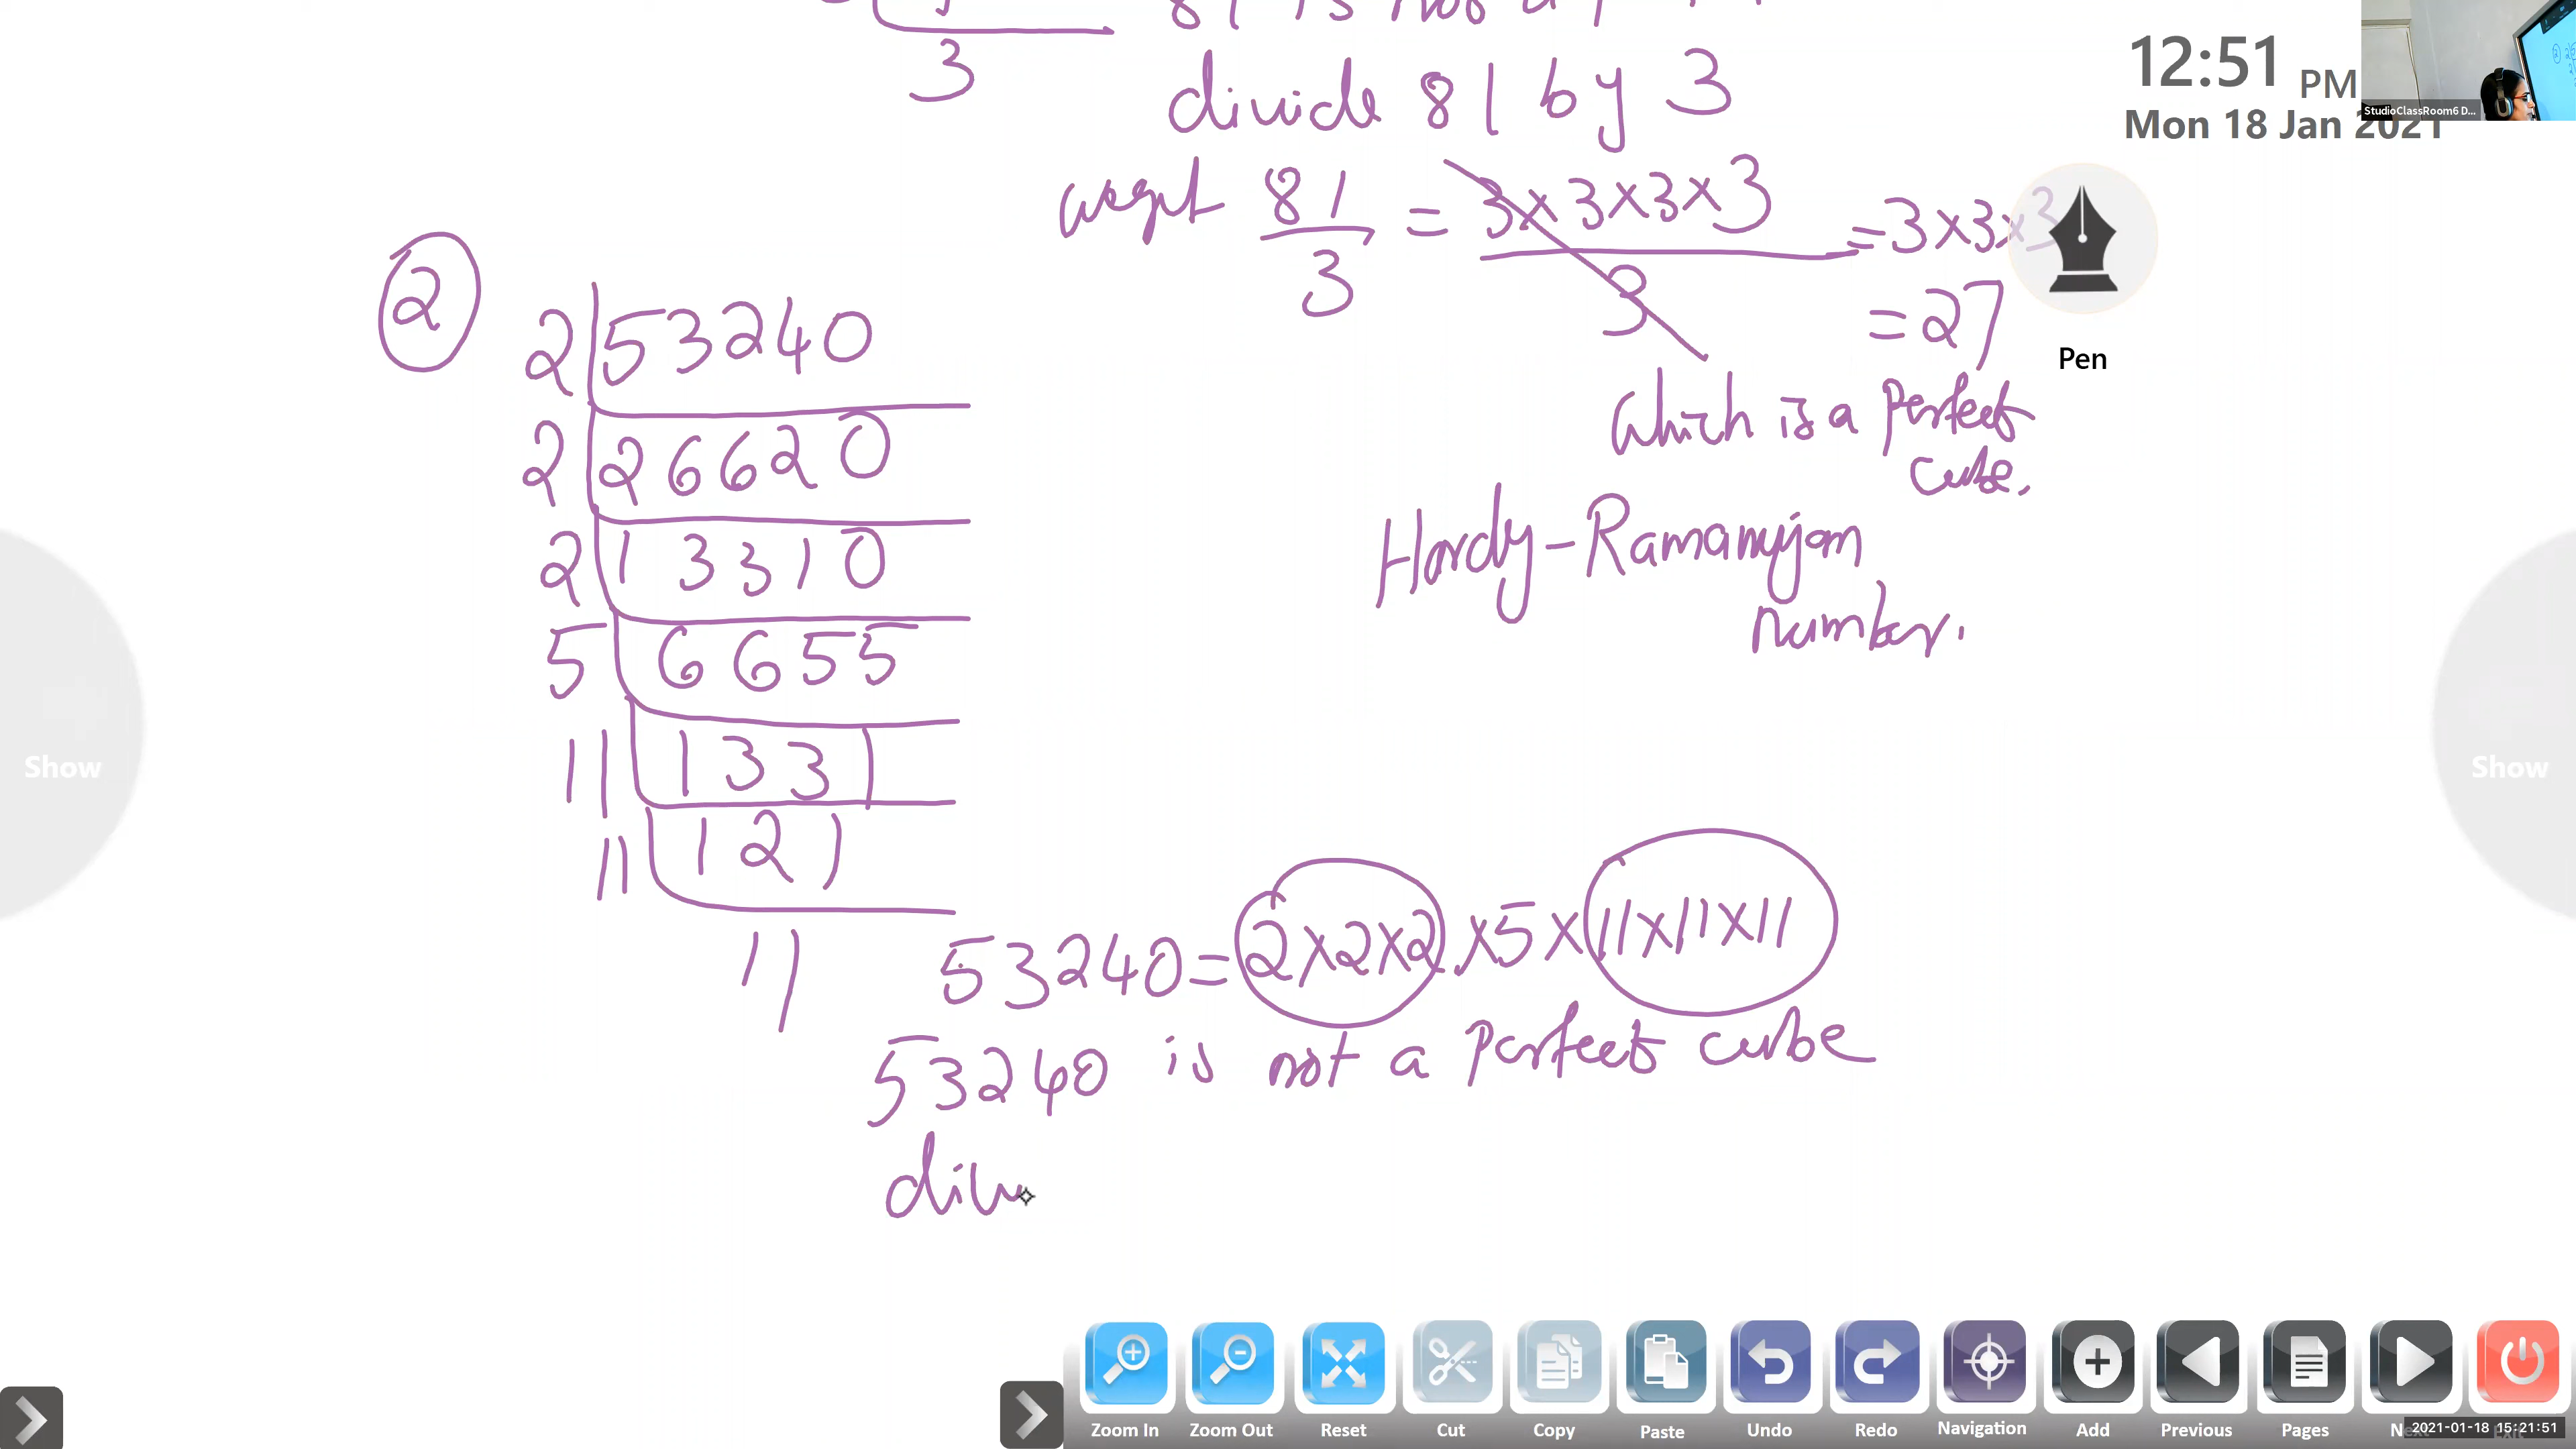 3
divide 81 by 3
81/3 = 3×3×3×3/3 = 3×3×3
= 27
which is a perfect
cube.
Hardy-Ramanujam
number.
2
2 53240
2 26620
2 13310
5 6655
11 1331
11 121
11
53240 = 2×2×2×5×11×11×11
53240 is not a perfect cube
12:51 PM
Mon 18 Jan 2021
StudioClassRoom6 D...
Pen
Show
Show
Zoom In
Zoom Out
Reset
Cut
Copy
Paste
Undo
Redo
Navigation
Add
Previous
Pages
2021-01-18 15:21:51